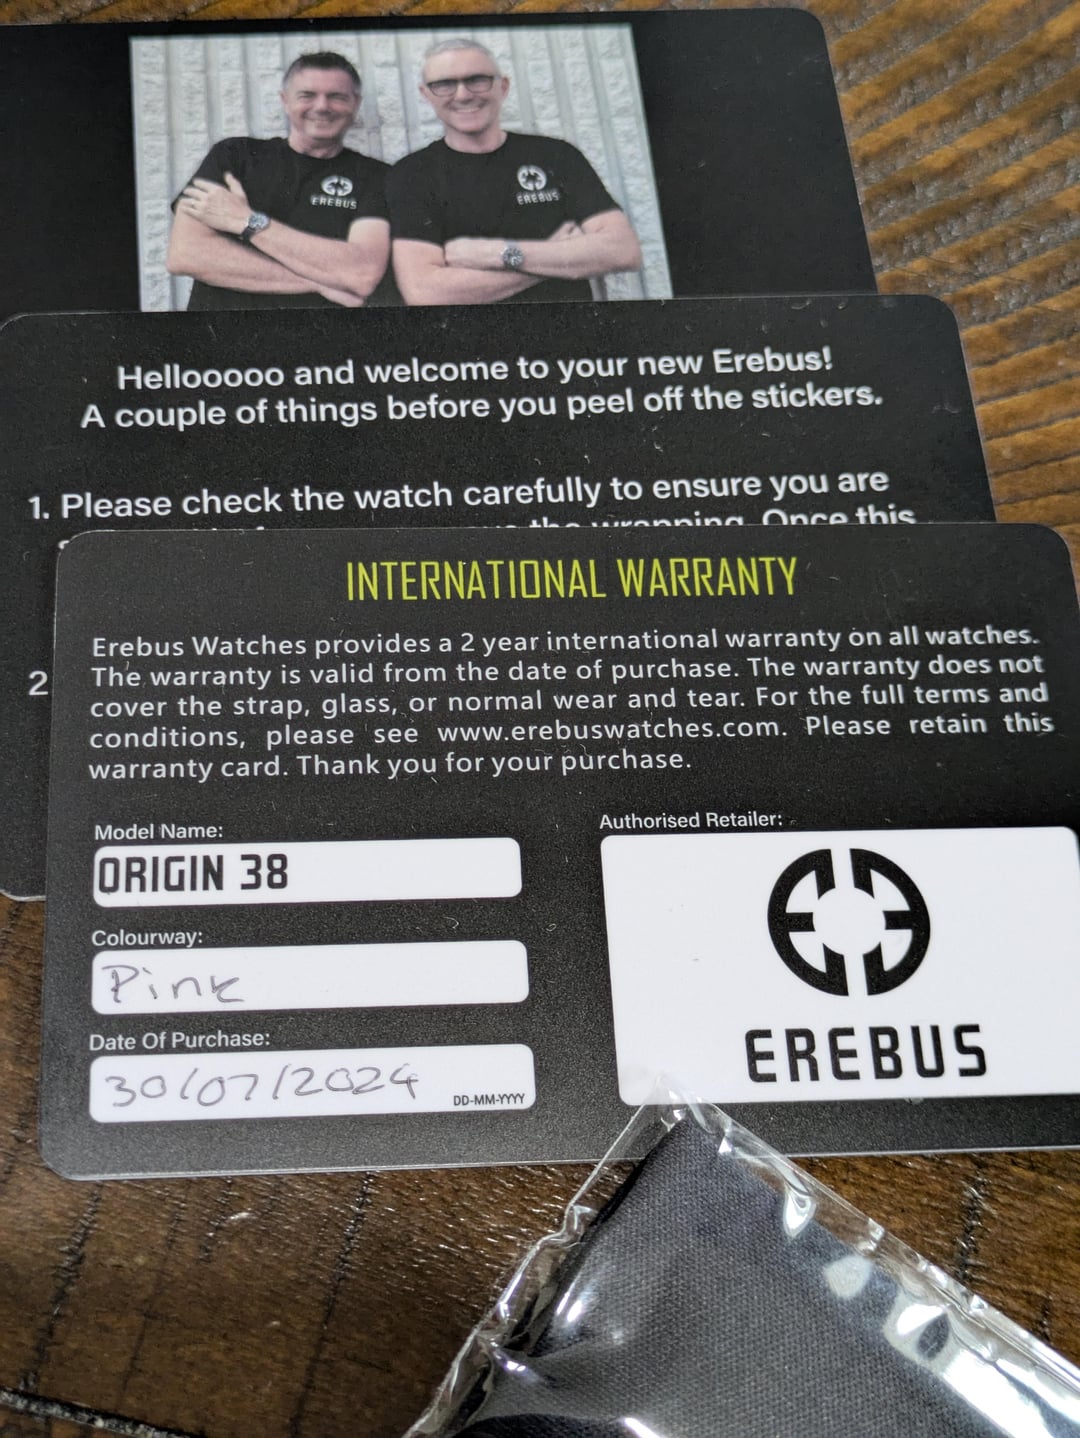 EREBUS
EREBUS
Hellooooo and welcome to your new Erebus!
A couple of things before you peel off the stickers.
1. Please check the watch carefully to ensure you are
the wrapping. Once this
2
INTERNATIONAL WARRANTY
Erebus Watches provides a 2 year international warranty on all watches.
The warranty is valid from the date of purchase. The warranty does not
cover the strap, glass, or normal wear and tear. For the full terms and
conditions, please see www.erebuswatches.com. Please retain this
warranty card. Thank you for your purchase.
Model Name:
ORIGIN 38
Colourway:
Pink
Date Of Purchase:
30/07/2024
DD-MM-YYYY
Authorised Retailer:
EREBUS